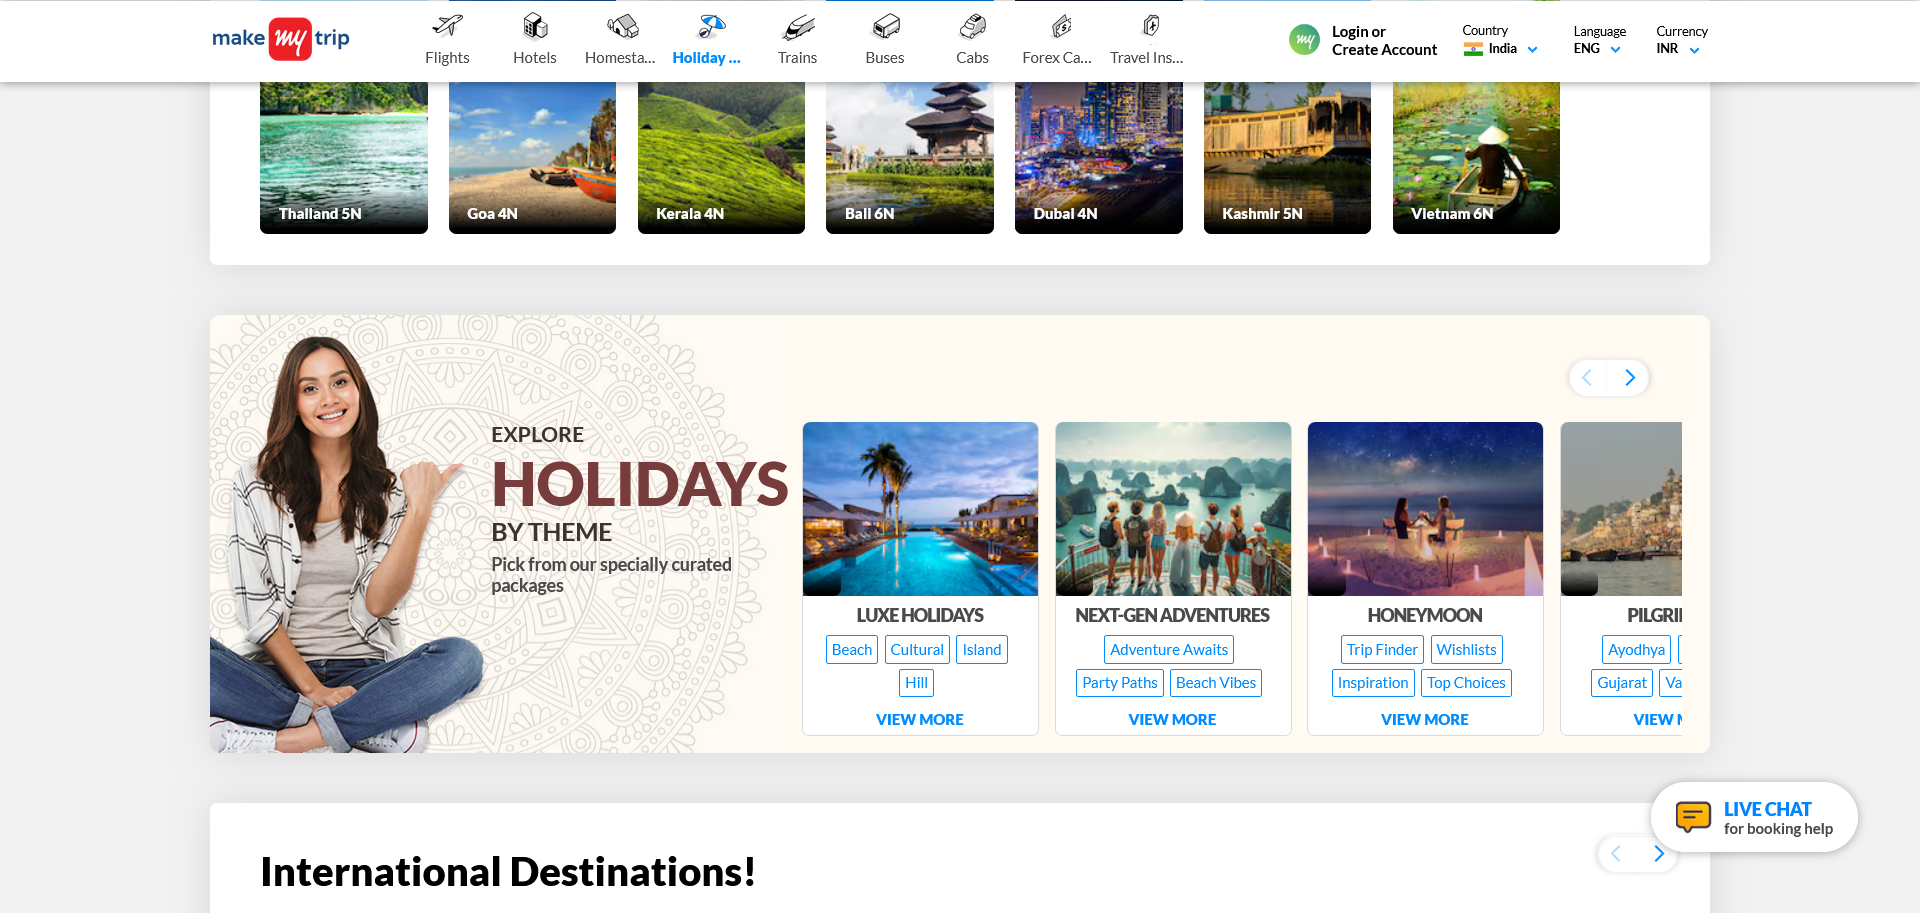 make my trip
Flights
Hotels
Homesta...
Holiday ...
Trains
Buses
Cabs
Forex Ca...
Travel Ins...
my
Login or
Create Account
Country
India
Language
ENG
Currency
INR
Thailand 5N
Goa 4N
Kerala 4N
Bali 6N
Dubai 4N
Kashmir 5N
Vietnam 6N
EXPLORE
HOLIDAYS
BY THEME
Pick from our specially curated
packages
LUXE HOLIDAYS
Beach Cultural Island
Hill
VIEW MORE
NEXT-GEN ADVENTURES
Adventure Awaits
Party Paths Beach Vibes
VIEW MORE
HONEYMOON
Trip Finder Wishlists
Inspiration Top Choices
VIEW MORE
Ayodhya
Gujarat
VIEW
LIVE CHAT
for booking help
International Destinations!